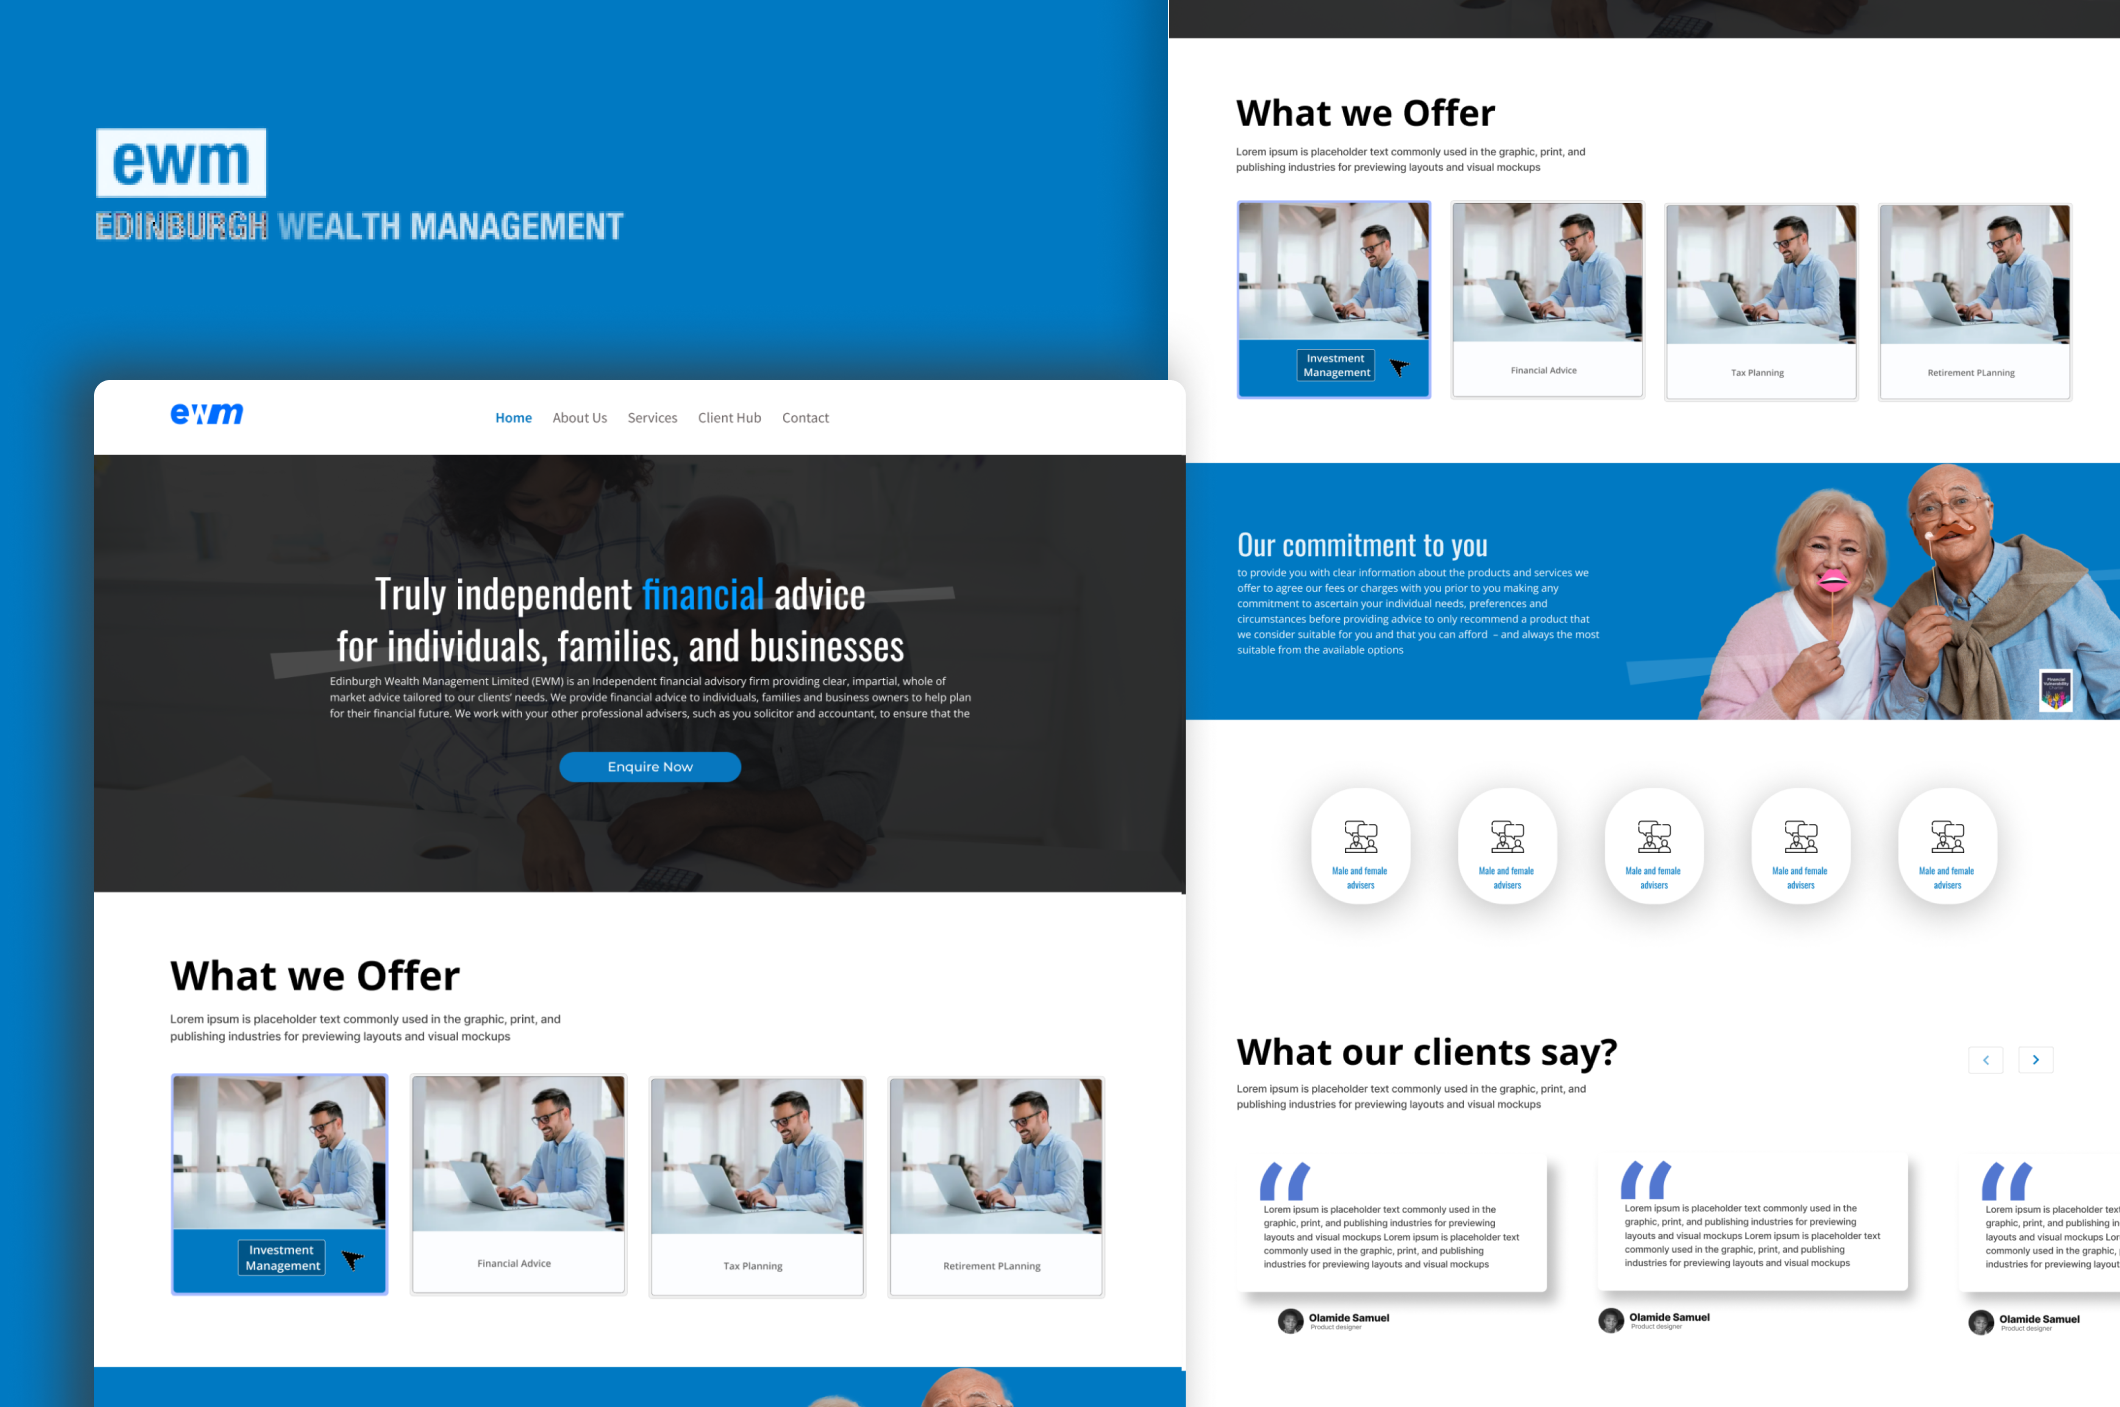 ewm
EDINBURGH WEALTH MANAGEMENT
ewm
Home About Us Services Client Hub Contact
Truly independent financial advice
for individuals, families, and businesses
Edinburgh Wealth Management Limited (EWM) is an Independent financial advisory firm providing clear, impartial, whole of
market advice tailored to our clients' needs. We provide financial advice to individuals, families and business owners to help plan
for their financial future. We work with your other professional advisers, such as you solicitor and accountant, to ensure that the
Enquire Now
What we Offer
Lorem ipsum is placeholder text commonly used in the graphic, print, and
publishing industries for previewing layouts and visual mockups
Investment
Management
Financial Advice
Tax Planning
Retirement PLanning
What we Offer
Lorem ipsum is placeholder text commonly used in the graphic, print, and
publishing industries for previewing layouts and visual mockups
Investment
Management
Financial Advice
Tax Planning
Retirement PLanning
Our commitment to you
to provide you with clear information about the products and services we
offer to agree our fees or charges with you prior to you making any
commitment to ascertain your individual needs, preferences and
circumstances before providing advice to only recommend a product that
we consider suitable for you and that you can afford – and always the most
suitable from the available options
Financial
Vulnerability
Male and female
advisers
Male and female
advisers
Male and female
advisers
Male and female
advisers
Male and female
advisers
What our clients say?
Lorem ipsum is placeholder text commonly used in the graphic, print, and
publishing industries for previewing layouts and visual mockups
Lorem ipsum is placeholder text commonly used in the
graphic, print, and publishing industries for previewing
layouts and visual mockups Lorem ipsum is placeholder text
commonly used in the graphic, print, and publishing
industries for previewing layouts and visual mockups
Olamide Samuel
Product designer
Lorem ipsum is placeholder text commonly used in the
graphic, print, and publishing industries for previewing
layouts and visual mockups Lorem ipsum is placeholder text
commonly used in the graphic, print, and publishing
industries for previewing layouts and visual mockups
Olamide Samuel
Product designer
Lorem ipsum is placeholder text
graphic, print, and publishing in
layouts and visual mockups Lor
commonly used in the graphic,
industries for previewing layout
Olamide Samuel
Product designer